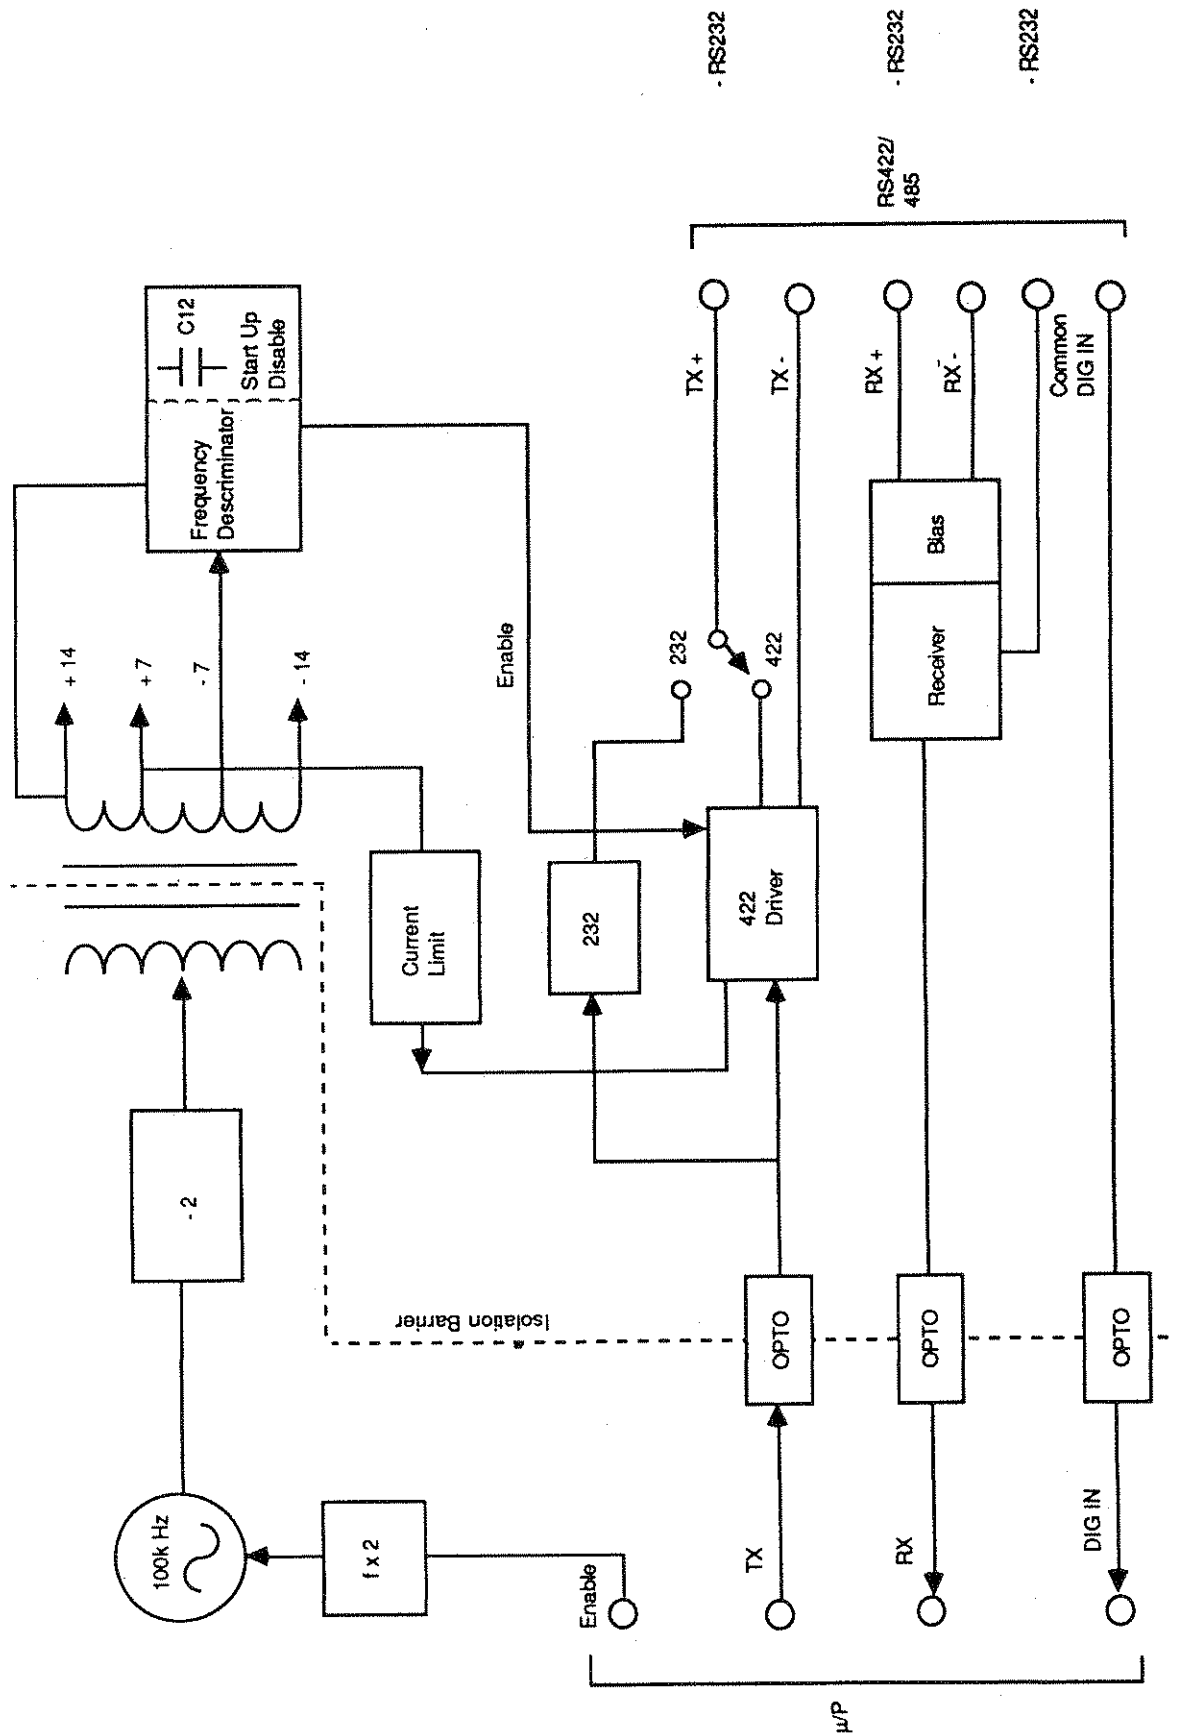 100k Hz
- 2
+ 14
+ 7
- 7
- 14
Frequency
Descriminator
C12
Start Up
Disable
f x 2
Current
Limit
Enable
Isolation Barrier
Enable
232
232
422
422
Driver
TX
OPTO
TX +
TX -
- RS232
RX
OPTO
Receiver
Bias
RX +
RX -
RS422/
485
- RS232
Common
- RS232
DIG IN
OPTO
DIG IN
µ/P